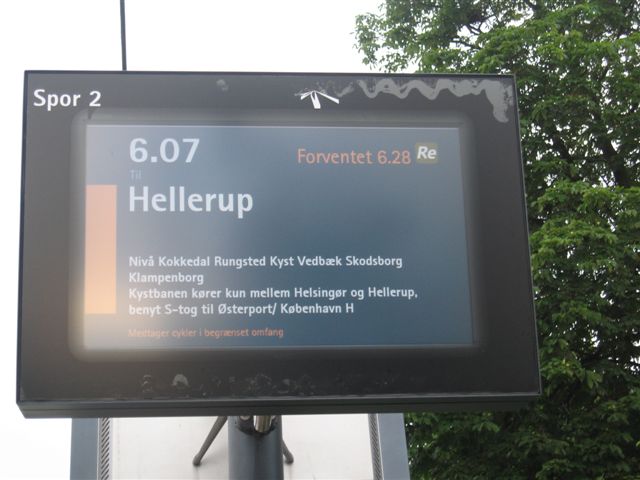 Spor 2
6.07
Forventet 6.28 Re
Til
Hellerup
Nivå Kokkedal Rungsted Kyst Vedbæk Skodsborg
Klampenborg
Kystbanen kører kun mellem Helsingør og Hellerup,
benyt S-tog til Østerport/ København H
Medtager cykler i begrænset omfang